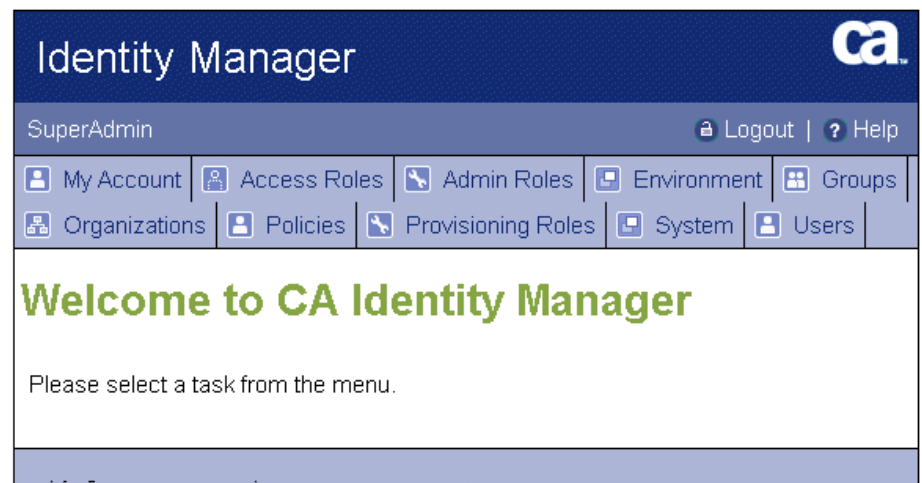 Identity Manager
ca
SuperAdmin
Logout | Help
My Account Access Roles Admin Roles Environment Groups
Organizations Policies Provisioning Roles System Users
Welcome to CA Identity Manager
Please select a task from the menu.